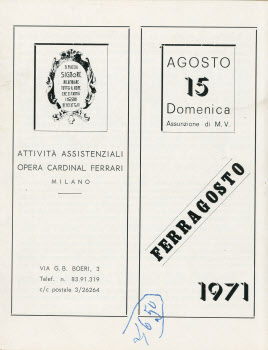 SIGNORE
ATTIVITÀ ASSISTENZIALI
OPERA CARDINAL FERRARI
MILANO
VIA G. B. BOERI, 3
Telef. n. 83.91.319
c/c postale 3/26264
AGOSTO
15
Domenica
Assunzione di M. V.
FERRAGOSTO
1971